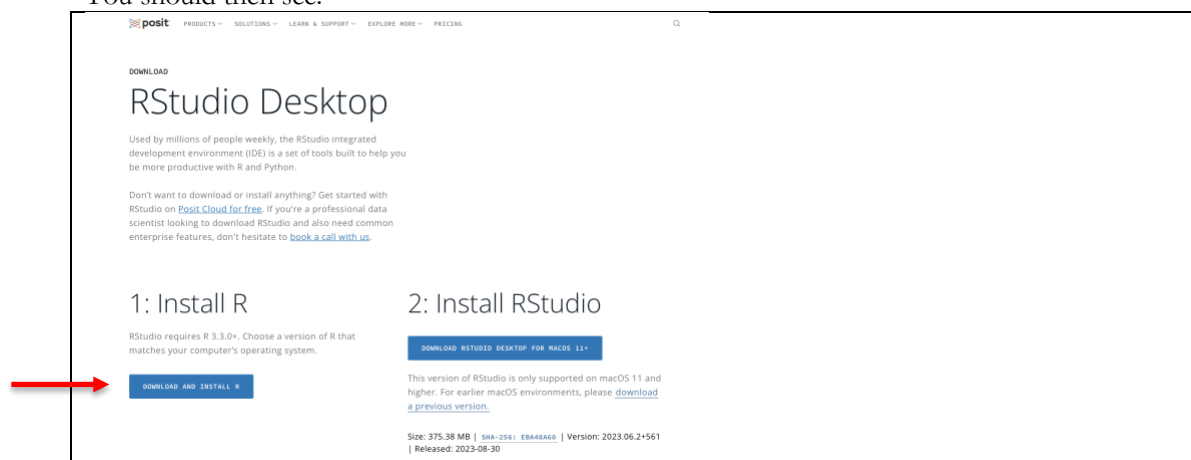 You should then see:
posit PRODUCTS SOLUTIONS LEARN & SUPPORT EXPLORE MORE PRICING
DOWNLOAD
RStudio Desktop
Used by millions of people weekly, the RStudio integrated
development environment (IDE) is a set of tools built to help you
be more productive with R and Python.
Don't want to download or install anything? Get started with
RStudio on Posit Cloud for free. If you're a professional data
scientist looking to download RStudio and also need common
enterprise features, don't hesitate to book a call with us.
1: Install R
RStudio requires R 3.3.0+. Choose a version of R that
matches your computer's operating system.
DOWNLOAD AND INSTALL R
2: Install RStudio
DOWNLOAD RSTUDIO DESKTOP FOR MACOS 11+
This version of RStudio is only supported on macOS 11 and
higher. For earlier macOS environments, please download
a previous version.
Size: 375.38 MB | SHA-256: EBA48A60 | Version: 2023.06.2+561
| Released: 2023-08-30